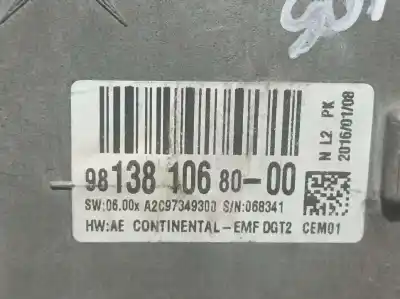 98 138 106 80-00
SW:06.00x A2C97349300 S/N:068341
HW:AE CONTINENTAL-EMF DGT2 CEM01
N L2 PK
2016/01/08